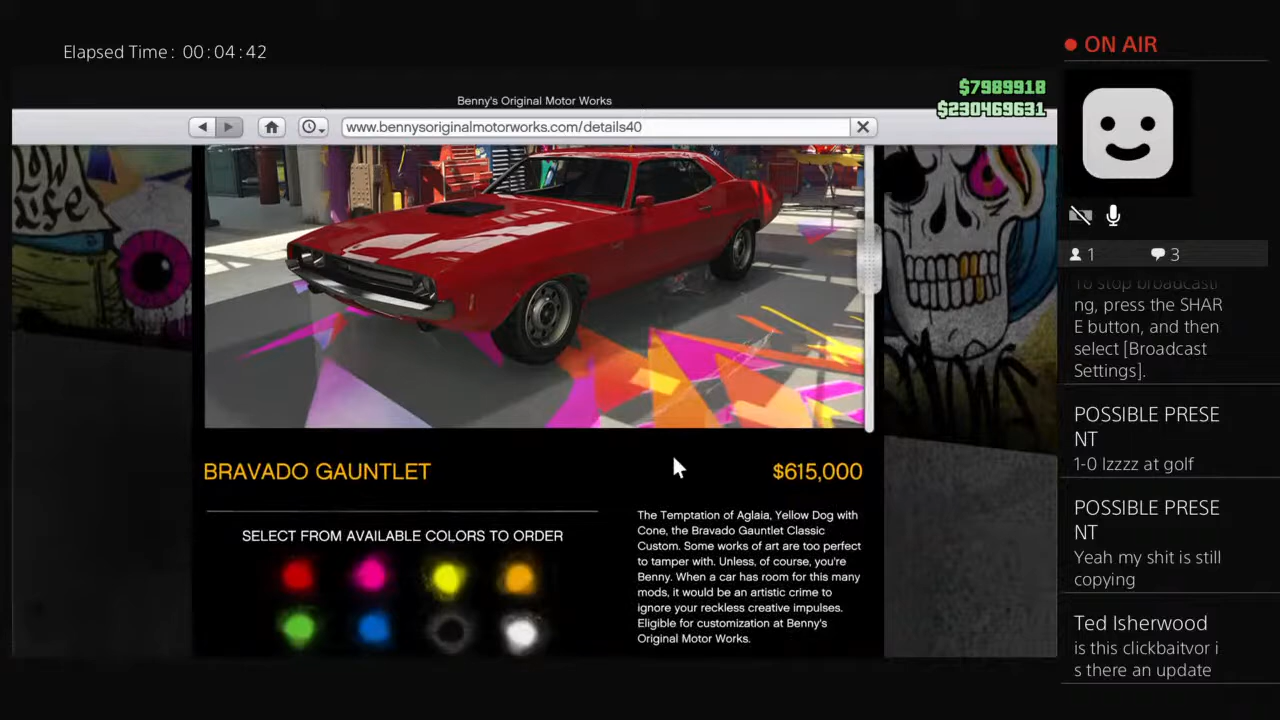 Elapsed Time: 00:04:42
ON AIR
$7989918
$230469631
Benny's Original Motor Works
www.bennysoriginalmotorworks.com/details40
LOW
Life
1
3
To stop broadcasti
ng, press the SHAR
E button, and then
select [Broadcast
Settings].
POSSIBLE PRESE
NT
1-0 lzzzz at golf
POSSIBLE PRESE
NT
Yeah my shit is still
copying
Ted Isherwood
is this clickbaitvor i
s there an update
BRAVADO GAUNTLET
$615,000
SELECT FROM AVAILABLE COLORS TO ORDER
The Temptation of Aglaia, Yellow Dog with
Cone, the Bravado Gauntlet Classic
Custom. Some works of art are too perfect
to tamper with. Unless, of course, you're
Benny. When a car has room for this many
mods, it would be an artistic crime to
ignore your reckless creative impulses.
Eligible for customization at Benny's
Original Motor Works.